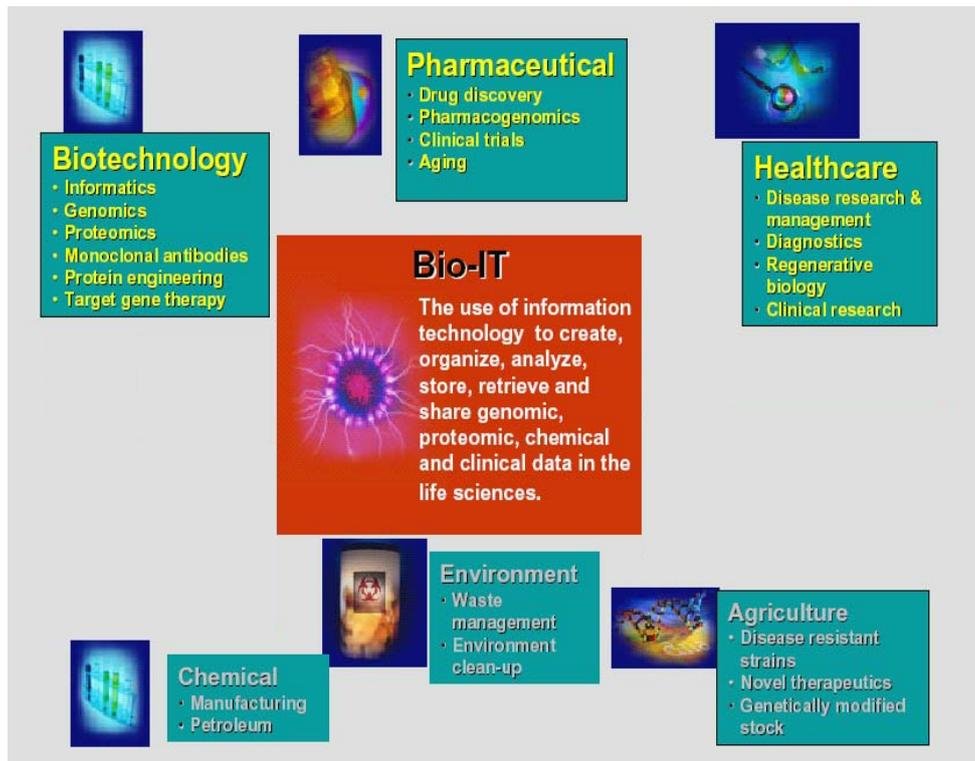 Pharmaceutical
· Drug discovery
· Pharmacogenomics
· Clinical trials
· Aging
Biotechnology
· Informatics
· Genomics
· Proteomics
· Monoclonal antibodies
· Protein engineering
· Target gene therapy
Healthcare
· Disease research &
management
· Diagnostics
· Regenerative
biology
· Clinical research
Bio-IT
The use of information
technology to create,
organize, analyze,
store, retrieve and
share genomic,
proteomic, chemical
and clinical data in the
life sciences.
Environment
· Waste
management
· Environment
clean-up
Agriculture
· Disease resistant
strains
· Novel therapeutics
· Genetically modified
stock
Chemical
· Manufacturing
· Petroleum